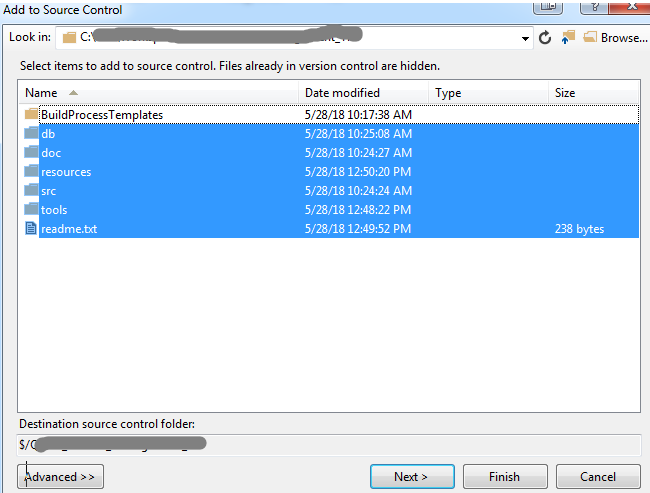 Add to Source Control
Look in: C:\
Browse...
Select items to add to source control. Files already in version control are hidden.
Name Date modified Type Size
BuildProcessTemplates 5/28/18 10:17:38 AM
db 5/28/18 10:25:08 AM
doc 5/28/18 10:24:27 AM
resources 5/28/18 12:50:20 PM
src 5/28/18 10:24:24 AM
tools 5/28/18 12:48:22 PM
readme.txt 5/28/18 12:49:52 PM 238 bytes
Destination source control folder:
$/
Advanced >> Next > Finish Cancel